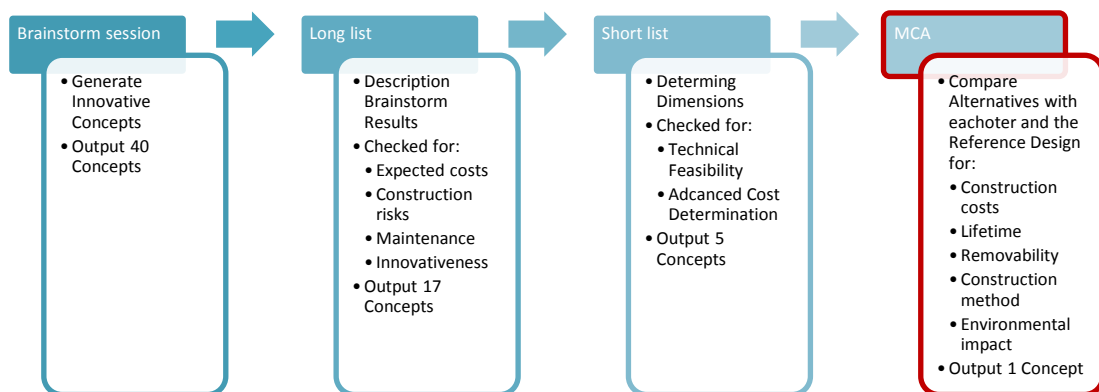 Brainstorm session
• Generate
Innovative
Concepts
• Output 40
Concepts
Long list
• Description
Brainstorm
Results
• Checked for:
• Expected costs
• Construction
risks
• Maintenance
• Innovativeness
• Output 17
Concepts
Short list
• Determing
Dimensions
• Checked for:
• Technical
Feasibility
• Adcanced Cost
Determination
• Output 5
Concepts
MCA
• Compare
Alternatives with
eachoter and the
Reference Design
for:
• Construction
costs
• Lifetime
• Removability
• Construction
method
• Environmental
impact
• Output 1 Concept